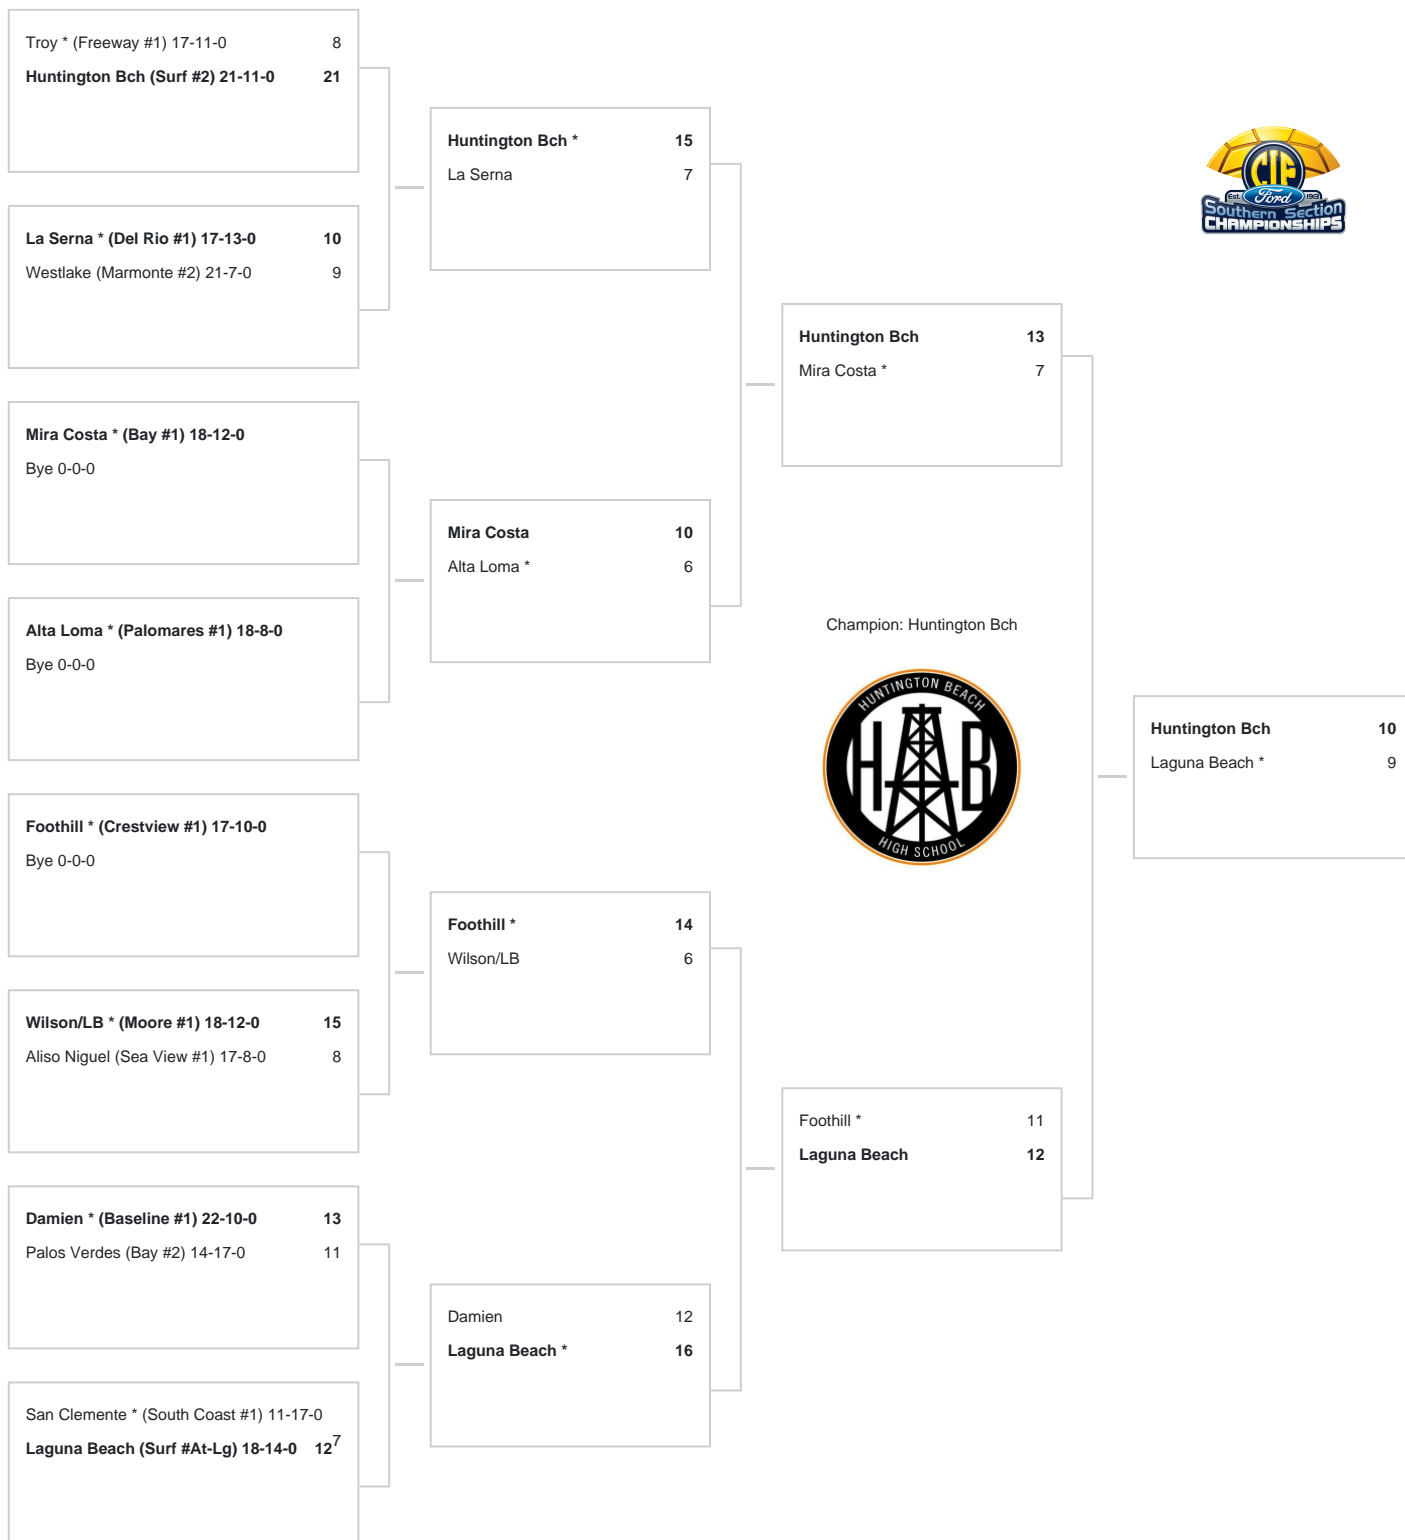 Troy * (Freeway #1) 17-11-0 8
Huntington Bch (Surf #2) 21-11-0 21
La Serna * (Del Rio #1) 17-13-0 10
Westlake (Marmonte #2) 21-7-0 9
Mira Costa * (Bay #1) 18-12-0
Bye 0-0-0
Alta Loma * (Palomares #1) 18-8-0
Bye 0-0-0
Foothill * (Crestview #1) 17-10-0
Bye 0-0-0
Wilson/LB * (Moore #1) 18-12-0 15
Aliso Niguel (Sea View #1) 17-8-0 8
Damien * (Baseline #1) 22-10-0 13
Palos Verdes (Bay #2) 14-17-0 11
San Clemente * (South Coast #1) 11-17-0
7
Laguna Beach (Surf #At-Lg) 18-14-0 12
Huntington Bch * 15
La Serna 7
Mira Costa 10
Alta Loma * 6
Foothill * 14
Wilson/LB 6
Damien 12
Laguna Beach * 16
Huntington Bch 13
Mira Costa * 7
Foothill * 11
Laguna Beach 12
CIF
Est. Ford 1913
Southern Section
CHAMPIONSHIPS
Champion: Huntington Bch
HUNTINGTON BEACH
H B
HIGH SCHOOL
Huntington Bch 10
Laguna Beach * 9